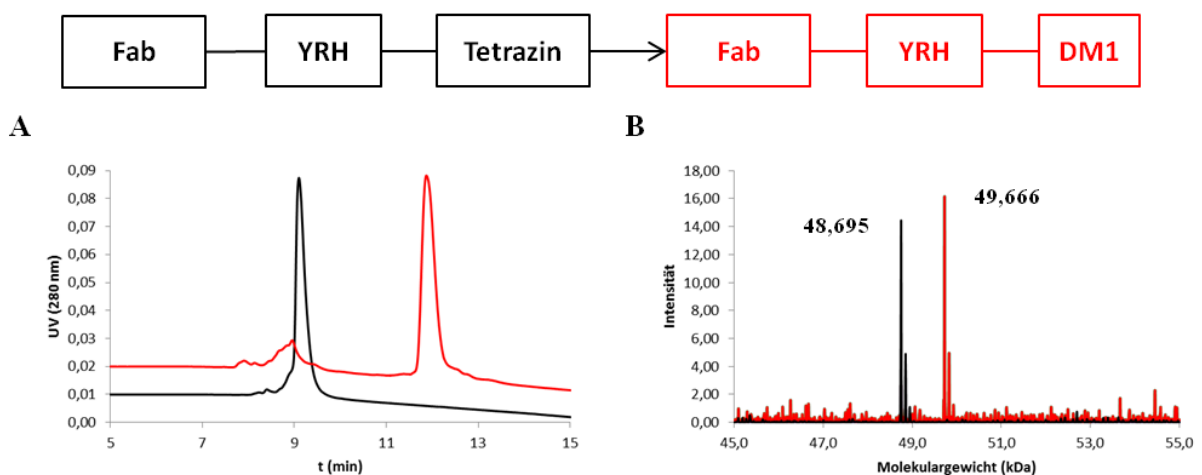 Fab YRH Tetrazin Fab YRH DM1
A B
0,09
0,08
0,07
0,06
0,05
0,04
0,03
0,02
0,01
0,00
UV (280 nm)
5 7 9 11 13 15
t (min)
18,00
16,00
14,00
12,00
10,00
8,00
6,00
4,00
2,00
0,00
Intensität
48,695
49,666
45,0 47,0 49,0 51,0 53,0 55,0
Molekulargewicht (kDa)